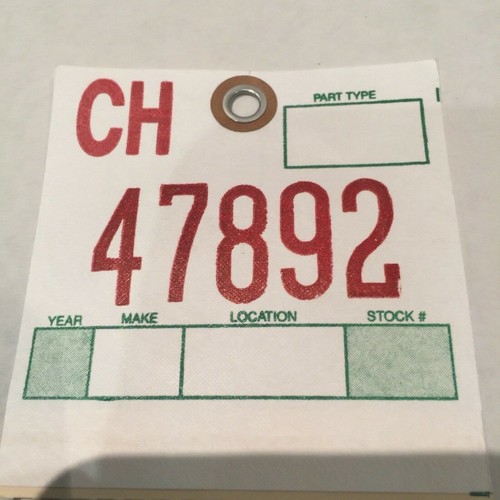 CH
PART TYPE
47892
YEAR MAKE LOCATION STOCK #